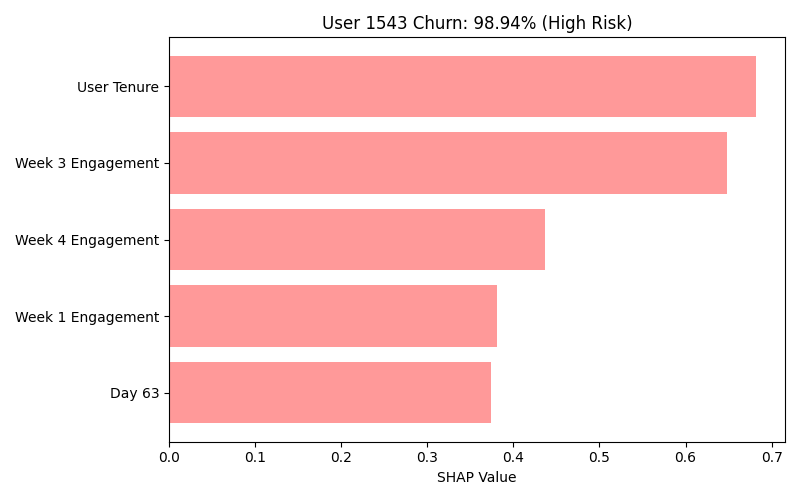 User 1543 Churn: 98.94% (High Risk)
User Tenure
Week 3 Engagement
Week 4 Engagement
Week 1 Engagement
Day 63
0.0 0.1 0.2 0.3 0.4 0.5 0.6 0.7
SHAP Value